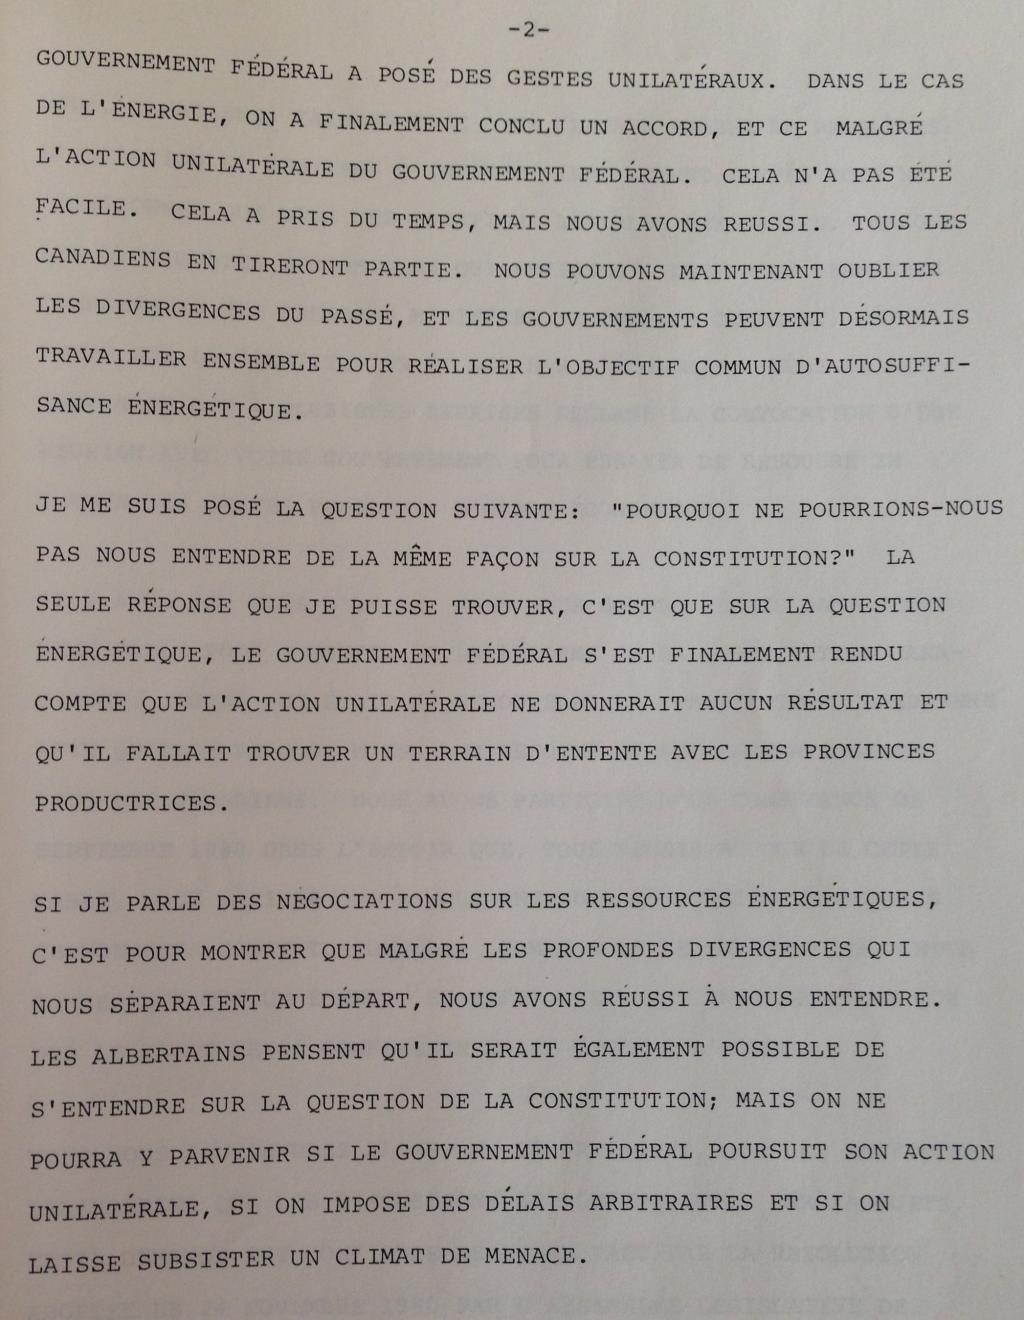 -2-
GOUVERNEMENT FÉDÉRAL A POSÉ DES GESTES UNILATÉRAUX.  DANS LE CAS
DE L'ÉNERGIE, ON A FINALEMENT CONCLU UN ACCORD, ET CE  MALGRÉ
L'ACTION UNILATÉRALE DU GOUVERNEMENT FÉDÉRAL.  CELA N'A PAS ÉTÉ
FACILE.  CELA A PRIS DU TEMPS, MAIS NOUS AVONS REUSSI.  TOUS LES
CANADIENS EN TIRERONT PARTIE.  NOUS POUVONS MAINTENANT OUBLIER
LES DIVERGENCES DU PASSÉ, ET LES GOUVERNEMENTS PEUVENT DÉSORMAIS
TRAVAILLER ENSEMBLE POUR RÉALISER L'OBJECTIF COMMUN D'AUTOSUFFI-
SANCE ÉNERGÉTIQUE.
JE ME SUIS POSÉ LA QUESTION SUIVANTE:  "POURQUOI NE POURRIONS-NOUS
PAS NOUS ENTENDRE DE LA MÊME FAÇON SUR LA CONSTITUTION?"  LA
SEULE RÉPONSE QUE JE PUISSE TROUVER, C'EST QUE SUR LA QUESTION
ÉNERGÉTIQUE, LE GOUVERNEMENT FÉDÉRAL S'EST FINALEMENT RENDU
COMPTE QUE L'ACTION UNILATÉRALE NE DONNERAIT AUCUN RÉSULTAT ET
QU'IL FALLAIT TROUVER UN TERRAIN D'ENTENTE AVEC LES PROVINCES
PRODUCTRICES.
SI JE PARLE DES NÉGOCIATIONS SUR LES RESSOURCES ÉNERGÉTIQUES,
C'EST POUR MONTRER QUE MALGRÉ LES PROFONDES DIVERGENCES QUI
NOUS SÉPARAIENT AU DÉPART, NOUS AVONS RÉUSSI À NOUS ENTENDRE.
LES ALBERTAINS PENSENT QU'IL SERAIT ÉGALEMENT POSSIBLE DE
S'ENTENDRE SUR LA QUESTION DE LA CONSTITUTION; MAIS ON NE
POURRA Y PARVENIR SI LE GOUVERNEMENT FÉDÉRAL POURSUIT SON ACTION
UNILATÉRALE, SI ON IMPOSE DES DÉLAIS ARBITRAIRES ET SI ON
LAISSE SUBSISTER UN CLIMAT DE MENACE.